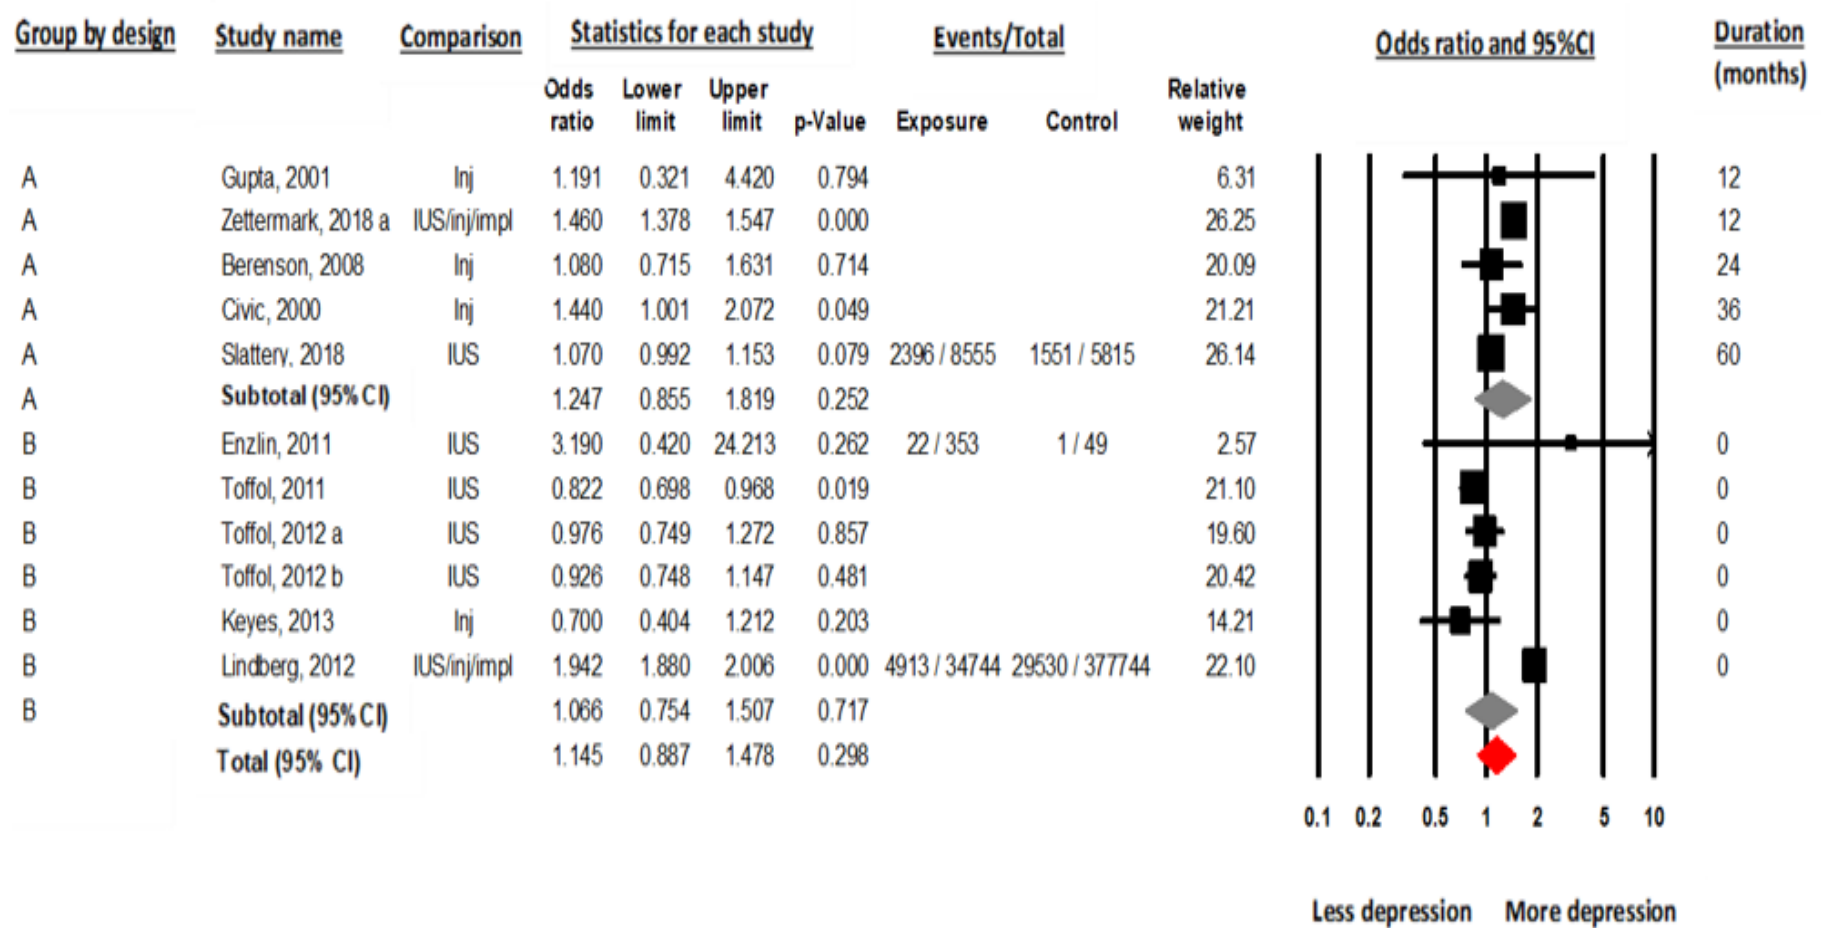 Group by design Study name Comparison Statistics for each study Events/Total Odds ratio and 95%CI Duration (months)
Odds ratio Lower limit Upper limit p-Value Exposure Control Relative weight
A Gupta, 2001 Inj 1.191 0.321 4.420 0.794 6.31 12
A Zettermark, 2018 a IUS/inj/impl 1.460 1.378 1.547 0.000 26.25 12
A Berenson, 2008 Inj 1.080 0.715 1.631 0.714 20.09 24
A Civic, 2000 Inj 1.440 1.001 2.072 0.049 21.21 36
A Slattery, 2018 IUS 1.070 0.992 1.153 0.079 2396 / 8555 1551 / 5815 26.14 60
A Subtotal (95% CI) 1.247 0.855 1.819 0.252
B Enzlin, 2011 IUS 3.190 0.420 24.213 0.262 22 / 353 1 / 49 2.57 0
B Toffol, 2011 IUS 0.822 0.698 0.968 0.019 21.10 0
B Toffol, 2012 a IUS 0.976 0.749 1.272 0.857 19.60 0
B Toffol, 2012 b IUS 0.926 0.748 1.147 0.481 20.42 0
B Keyes, 2013 Inj 0.700 0.404 1.212 0.203 14.21 0
B Lindberg, 2012 IUS/inj/impl 1.942 1.880 2.006 0.000 4913 / 34744 29530 / 377744 22.10 0
B Subtotal (95% CI) 1.066 0.754 1.507 0.717
Total (95% CI) 1.145 0.887 1.478 0.298
0.1 0.2 0.5 1 2 5 10
Less depression More depression